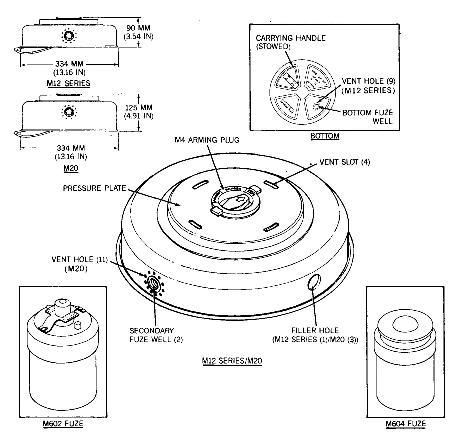 90 MM
(3.54 IN)
334 MM
(13.16 IN)
M12 SERIES
125 MM
(4.91 IN)
334 MM
(13.16 IN)
M20
CARRYING HANDLE
(STOWED)
VENT HOLE (9)
(M12 SERIES)
BOTTOM FUZE
WELL
BOTTOM
M4 ARMING PLUG
VENT SLOT (4)
PRESSURE PLATE
VENT HOLE (11)
(M20)
SECONDARY
FUZE WELL (2)
FILLER HOLE
(M12 SERIES (1)/M20 (3))
M12 SERIES/M20
M602 FUZE
M604 FUZE